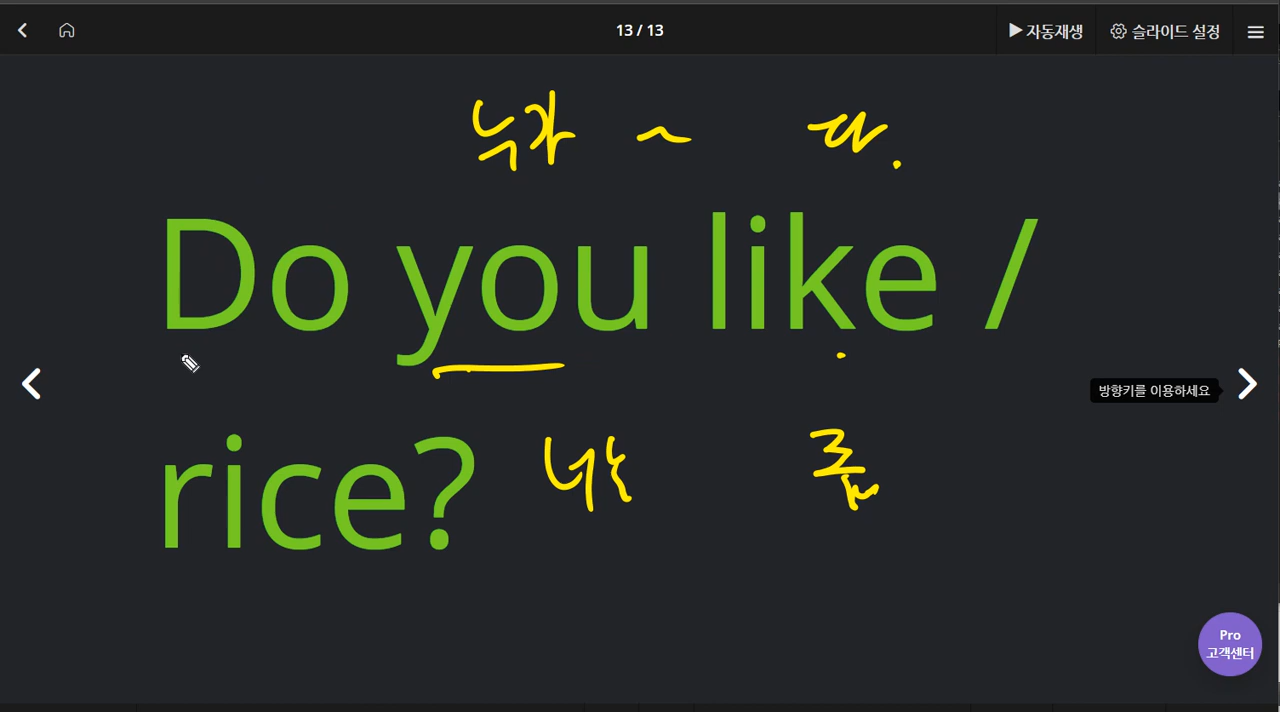 13 / 13
자동재생
슬라이드 설정
누가 ~ 다.
Do you like /
방향키를 이용하세요
rice?
너는
Pro
고객센터